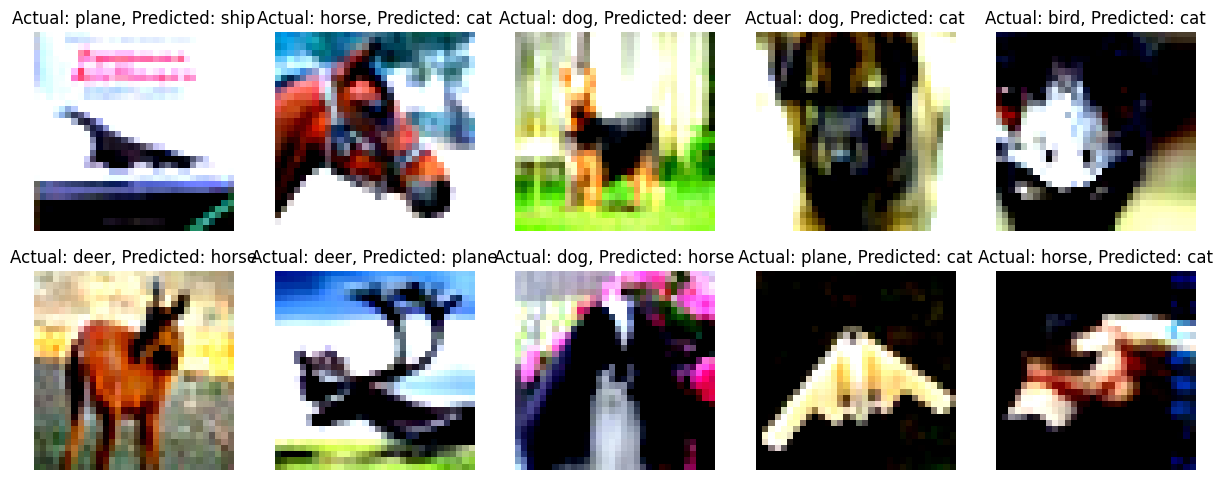 Actual: plane, Predicted: ship
Actual: horse, Predicted: cat
Actual: dog, Predicted: deer
Actual: dog, Predicted: cat
Actual: bird, Predicted: cat
Actual: deer, Predicted: horse
Actual: deer, Predicted: plane
Actual: dog, Predicted: horse
Actual: plane, Predicted: cat
Actual: horse, Predicted: cat